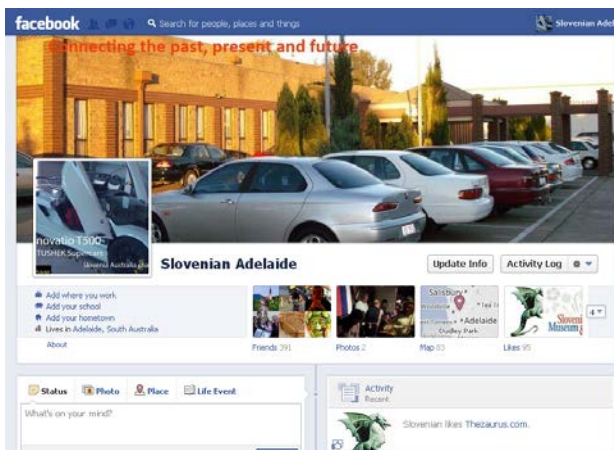 facebook
Search for people, places and things
Slovenian Adel
Connecting the past, present and future
novatio T500
TUSHEK Supercars
Slovenian Adelaide
Update Info
Activity Log
Add where you work
Add your school
Add your hometown
Lives in Adelaide, South Australia
About
Salisbury
Adelaide
Dudley Park
Sloveni
Museum
4
Friends 391
Photos 2
Map 83
Likes 95
Status
Photo
Place
Life Event
What's on your mind?
Activity
Recent
Slovenian likes Thezaurus.com.